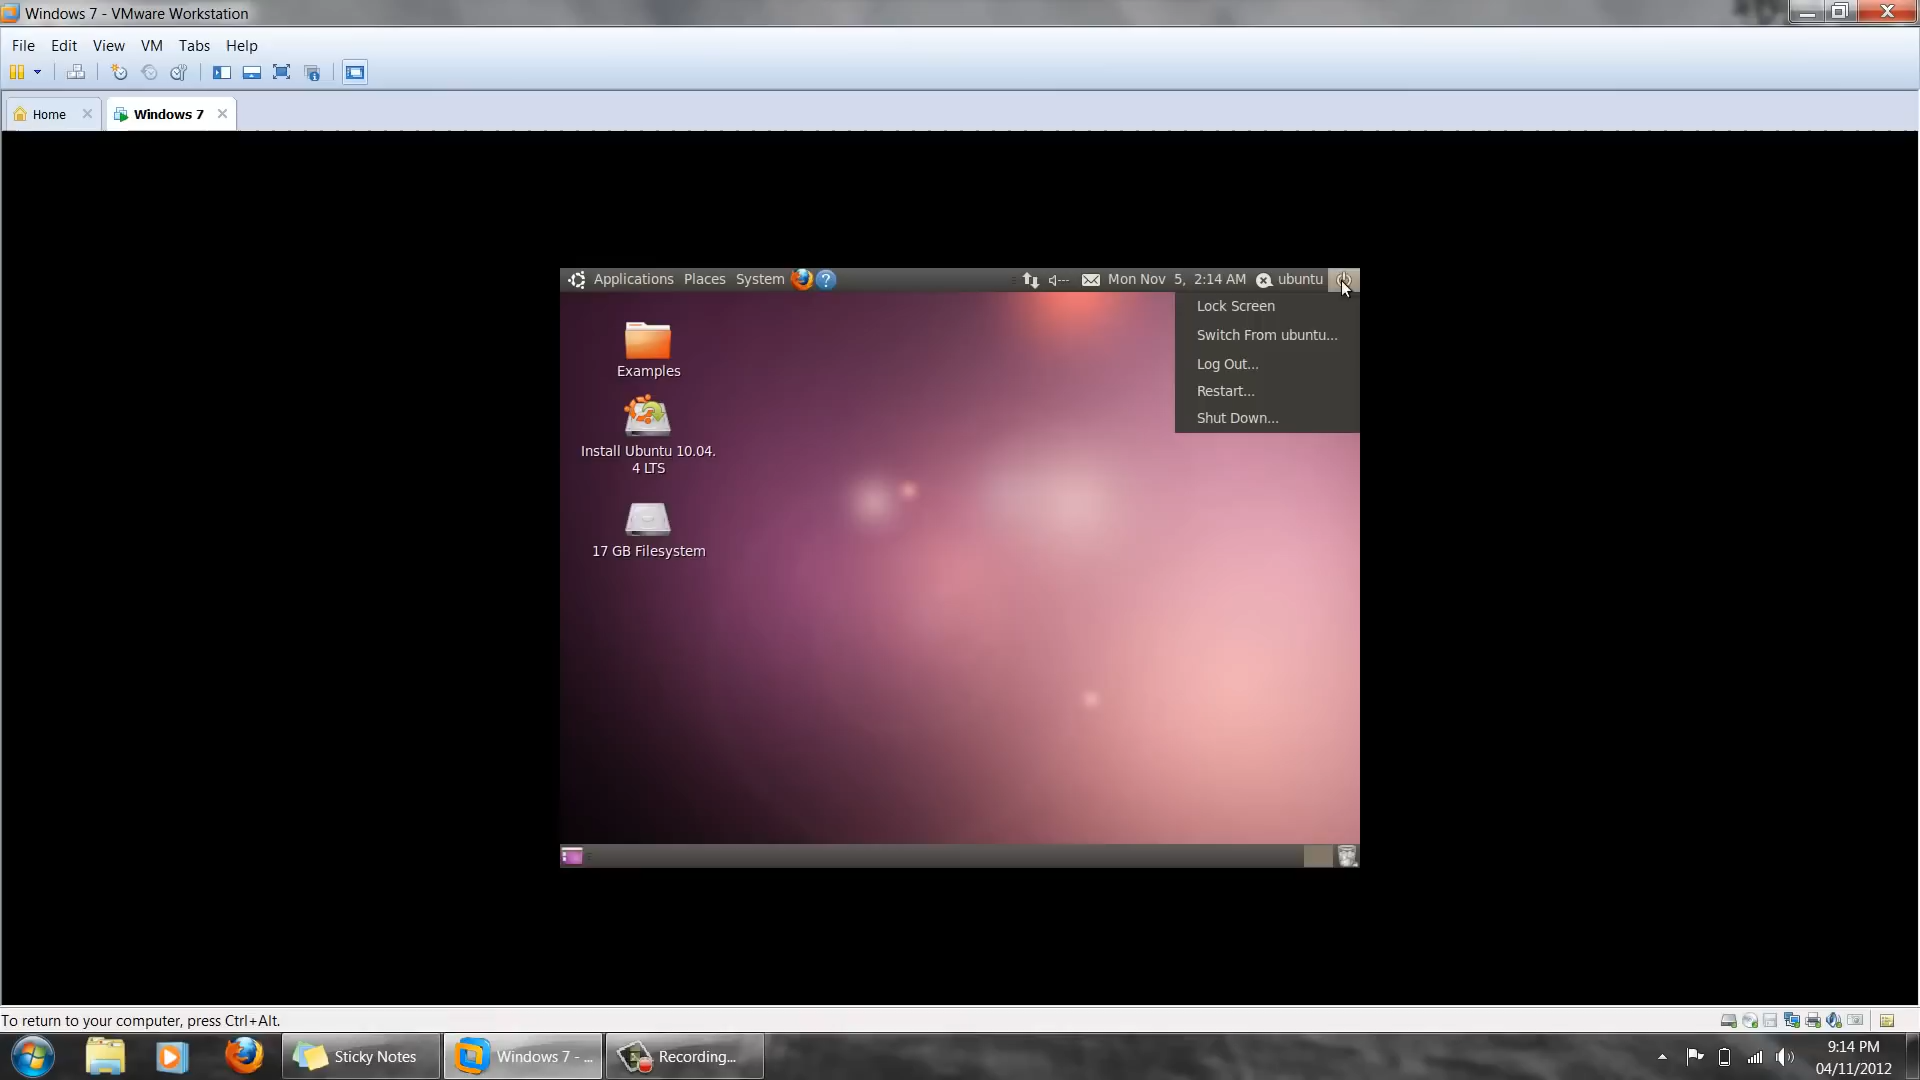 Windows 7 - VMware Workstation
File Edit View VM Tabs Help
Home
Windows 7
Applications Places System
Mon Nov 5, 2:14 AM ubuntu
Lock Screen
Switch From ubuntu...
Log Out...
Restart...
Shut Down...
Examples
Install Ubuntu 10.04.
4 LTS
17 GB Filesystem
To return to your computer, press Ctrl+Alt.
Sticky Notes
Windows 7 - ...
Recording...
9:14 PM
04/11/2012